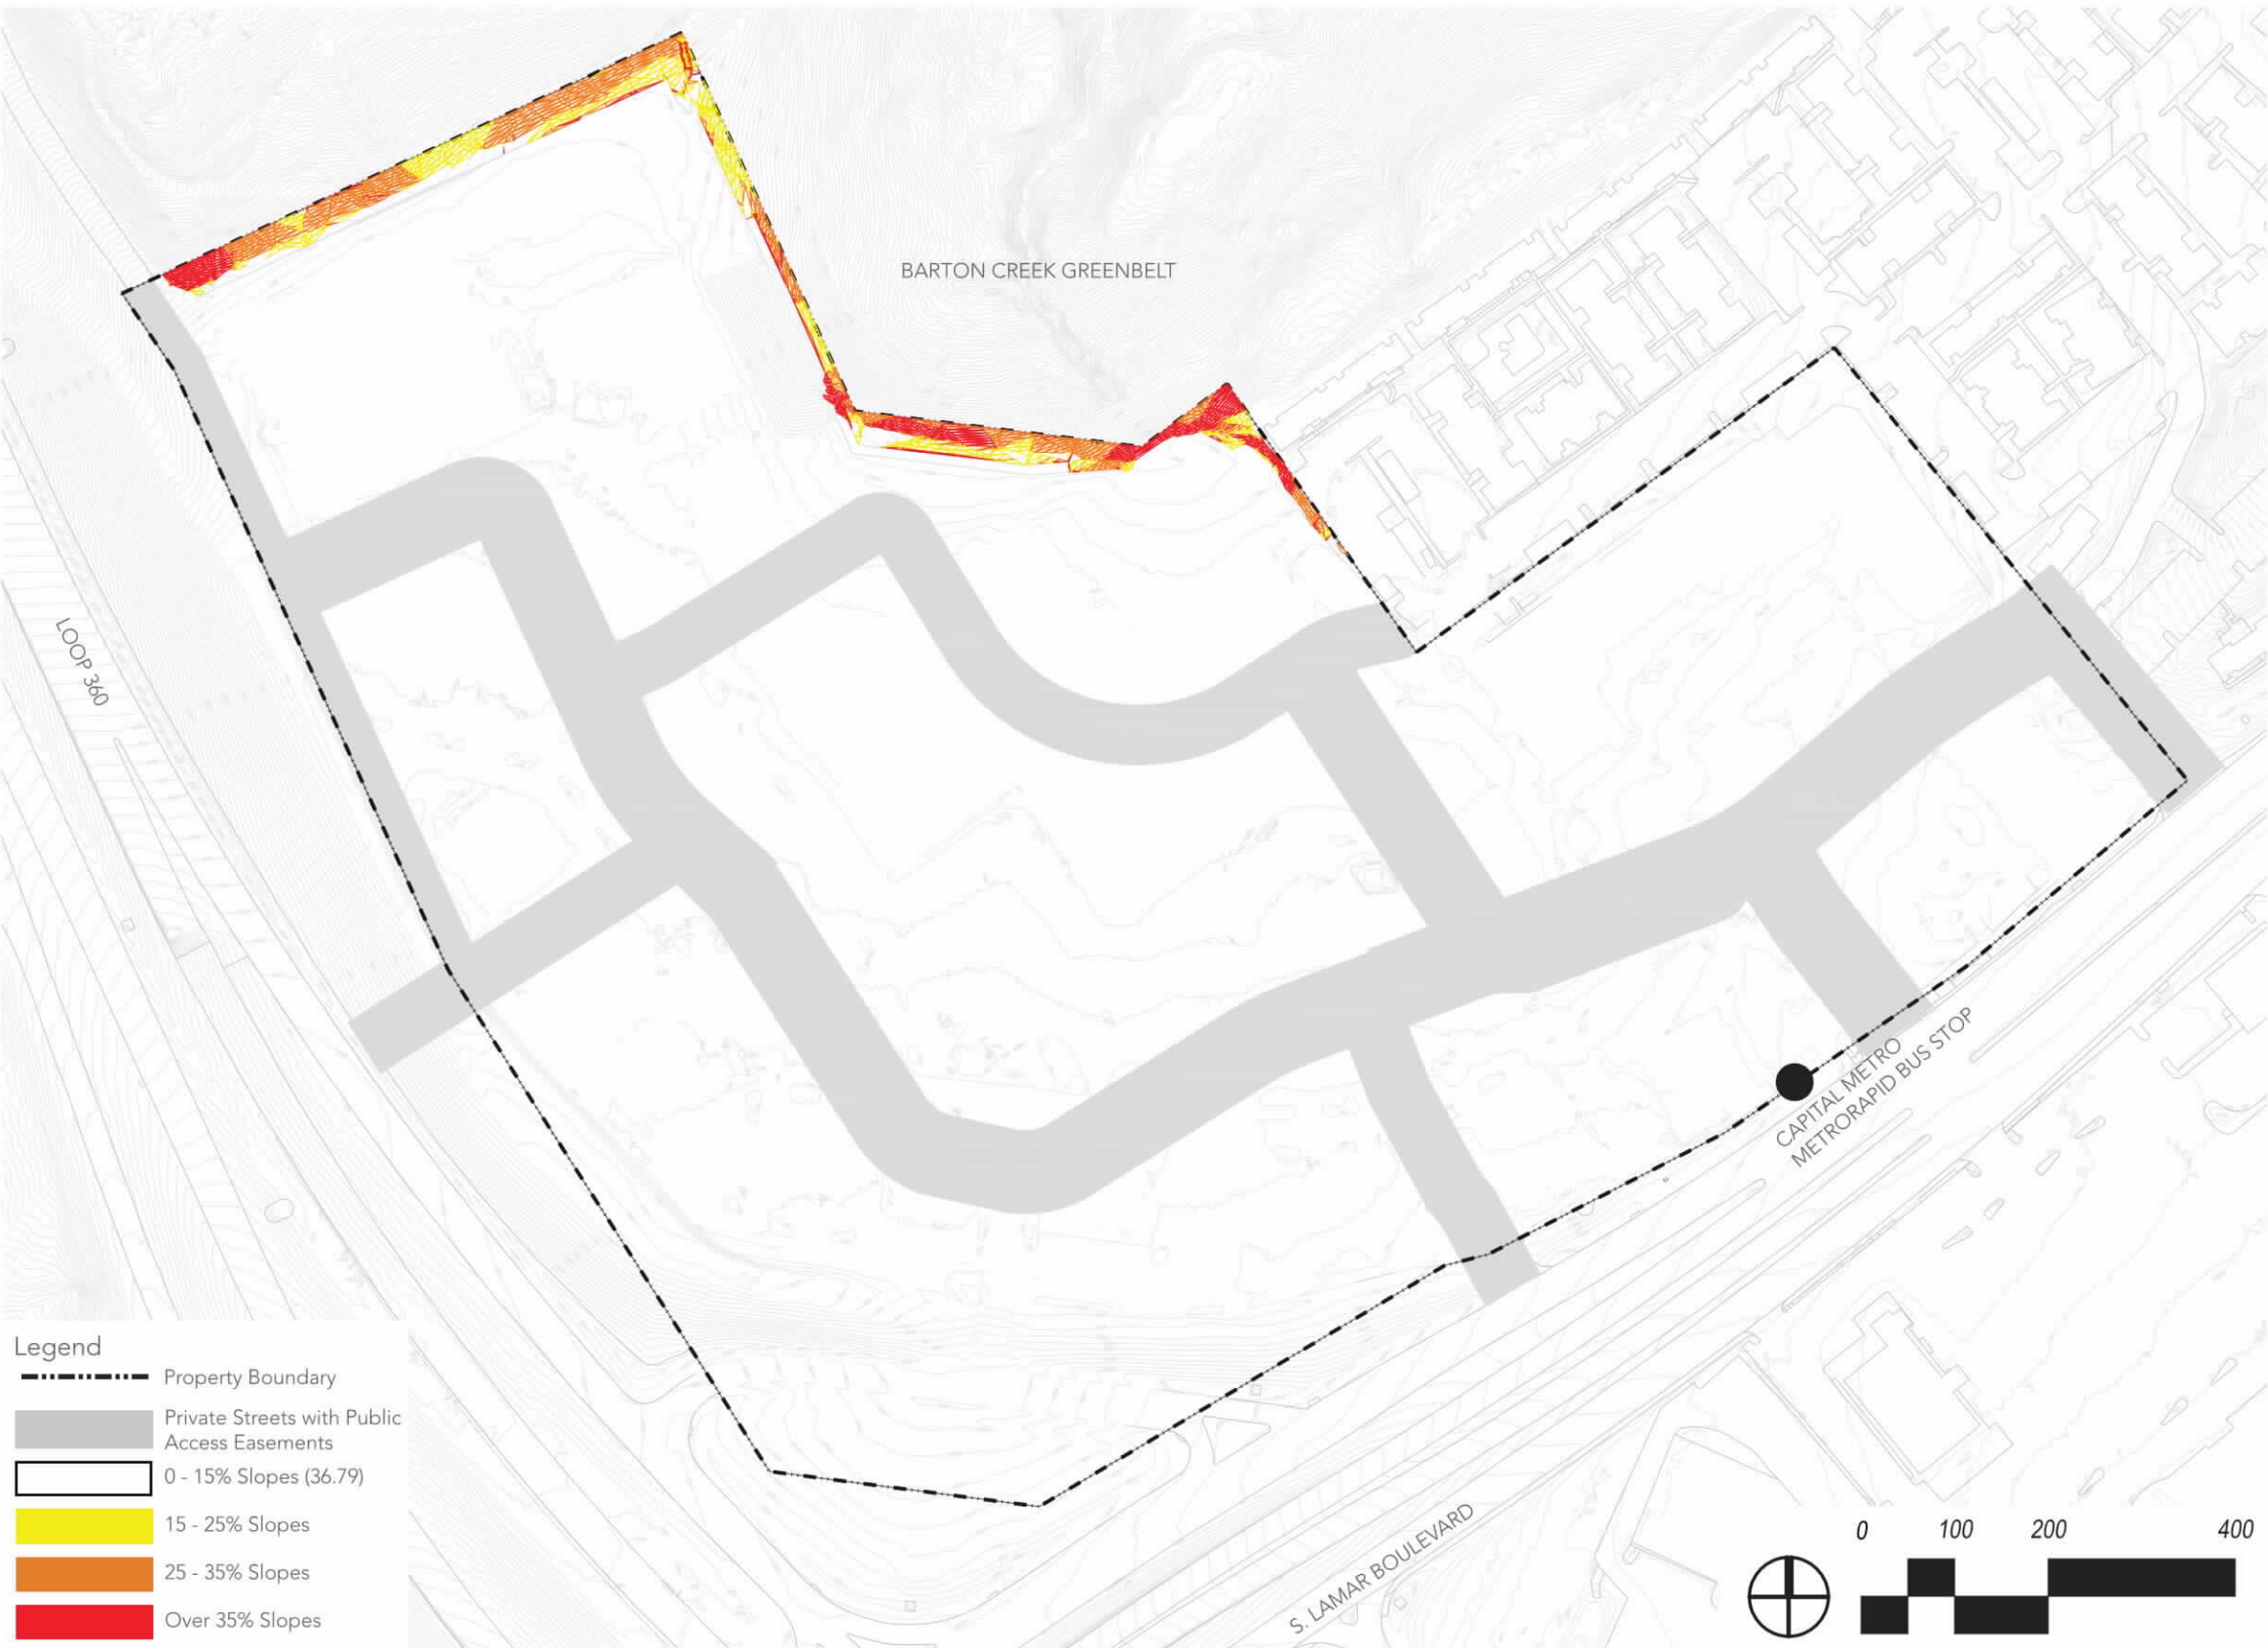 BARTON CREEK GREENBELT
LOOP 360
CAPITAL METRO
METRORAPID BUS STOP
S. LAMAR BOULEVARD
Legend
Property Boundary
Private Streets with Public
Access Easements
0 - 15% Slopes (36.79)
15 - 25% Slopes
25 - 35% Slopes
Over 35% Slopes
0 100 200 400